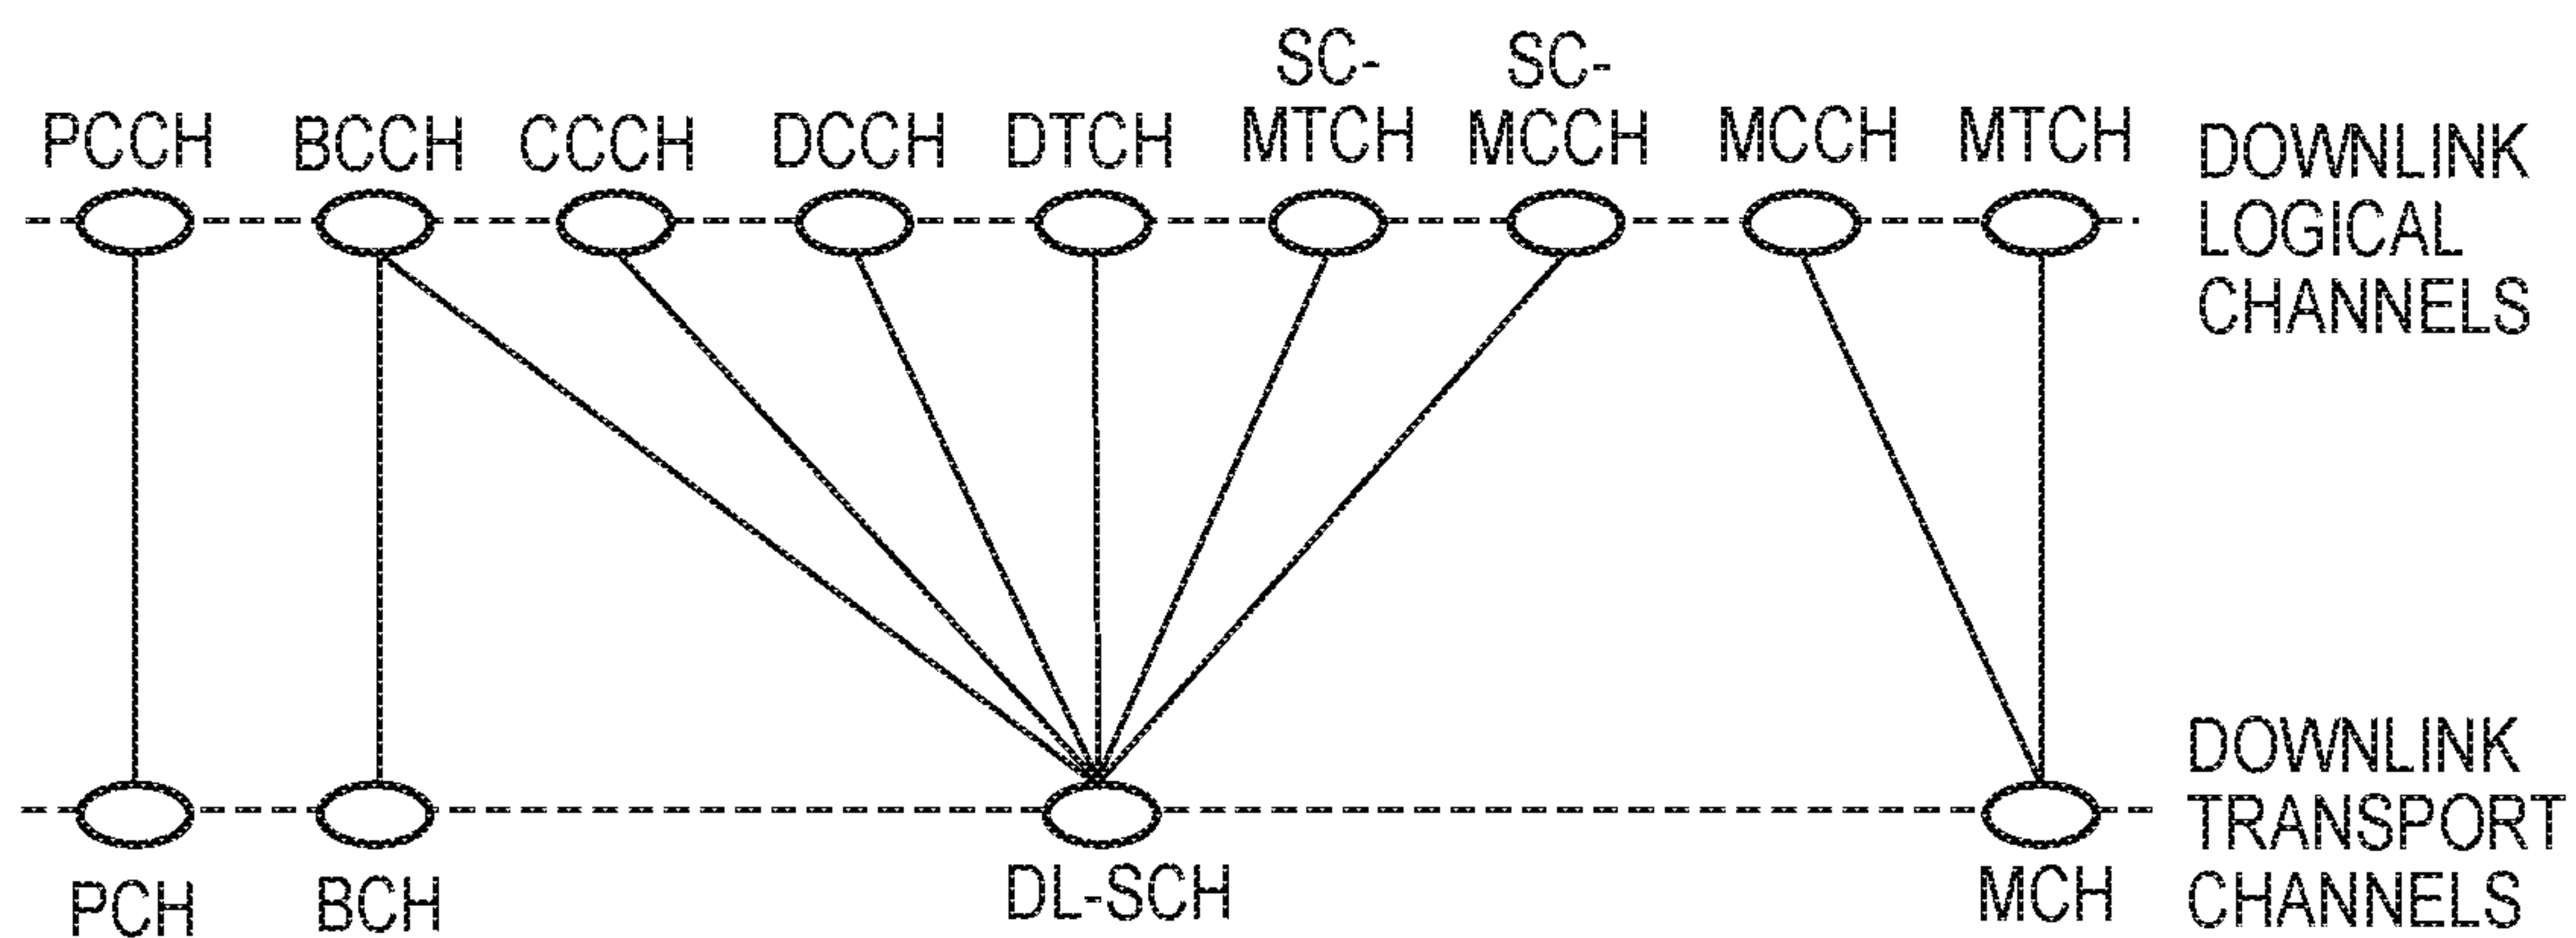 SC-
MTCH
SC-
MCCH
PCCH
BCCH
CCCH
DCCH
DTCH
MCCH
MTCH
DOWNLINK
LOGICAL
CHANNELS
PCH
BCH
DL-SCH
MCH
DOWNLINK
TRANSPORT
CHANNELS